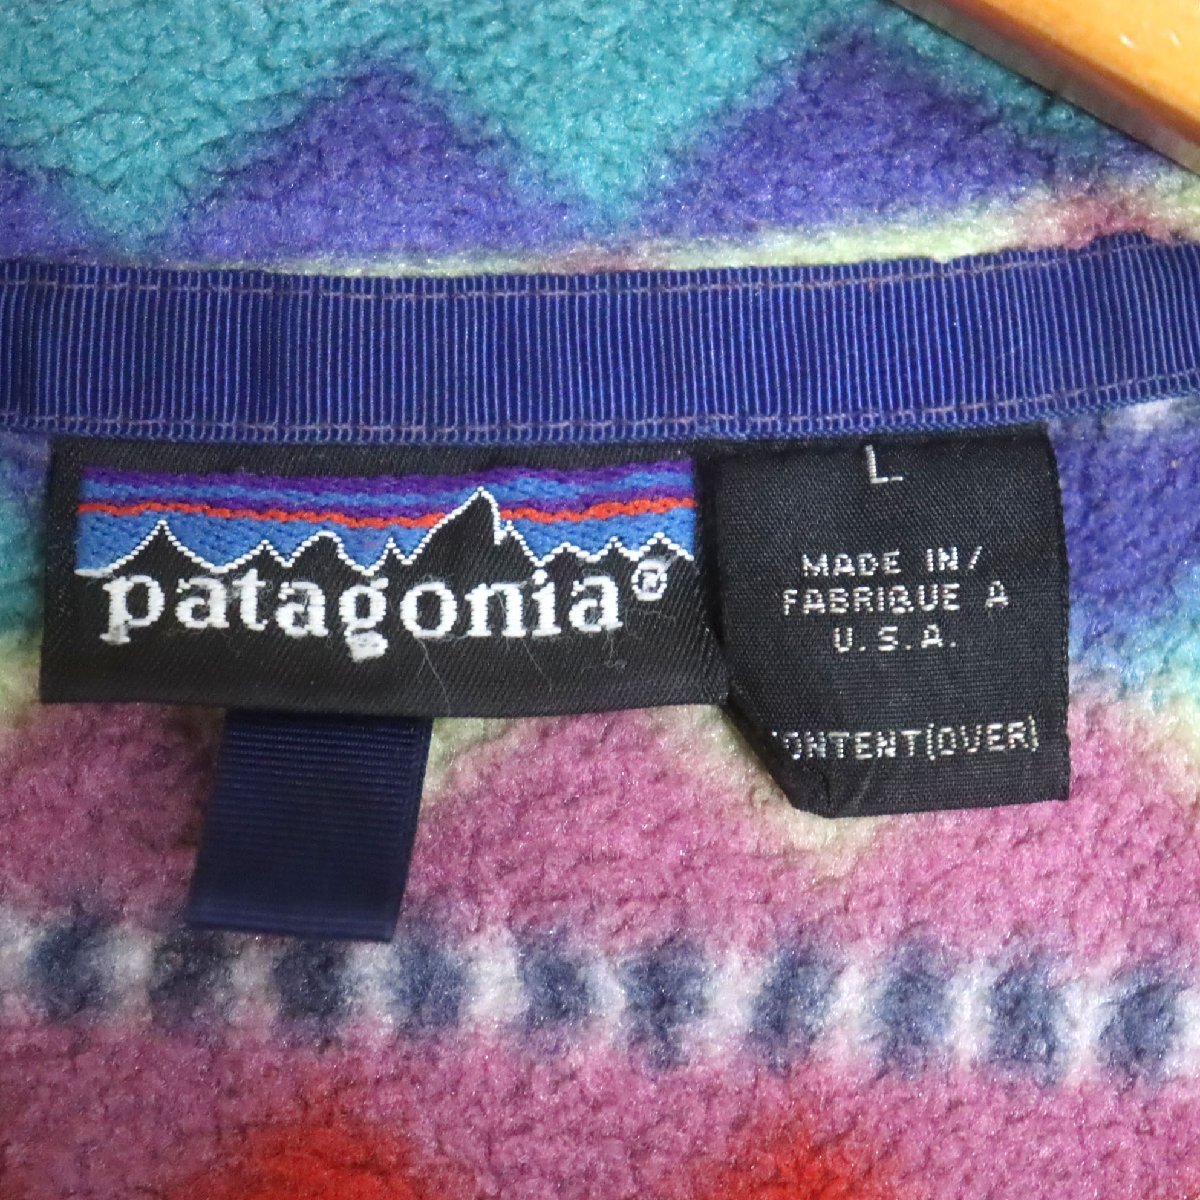 patagonia®
L.
MADE IN/
FABRIQUE A
U.S.A.
CONTENT(OVER)